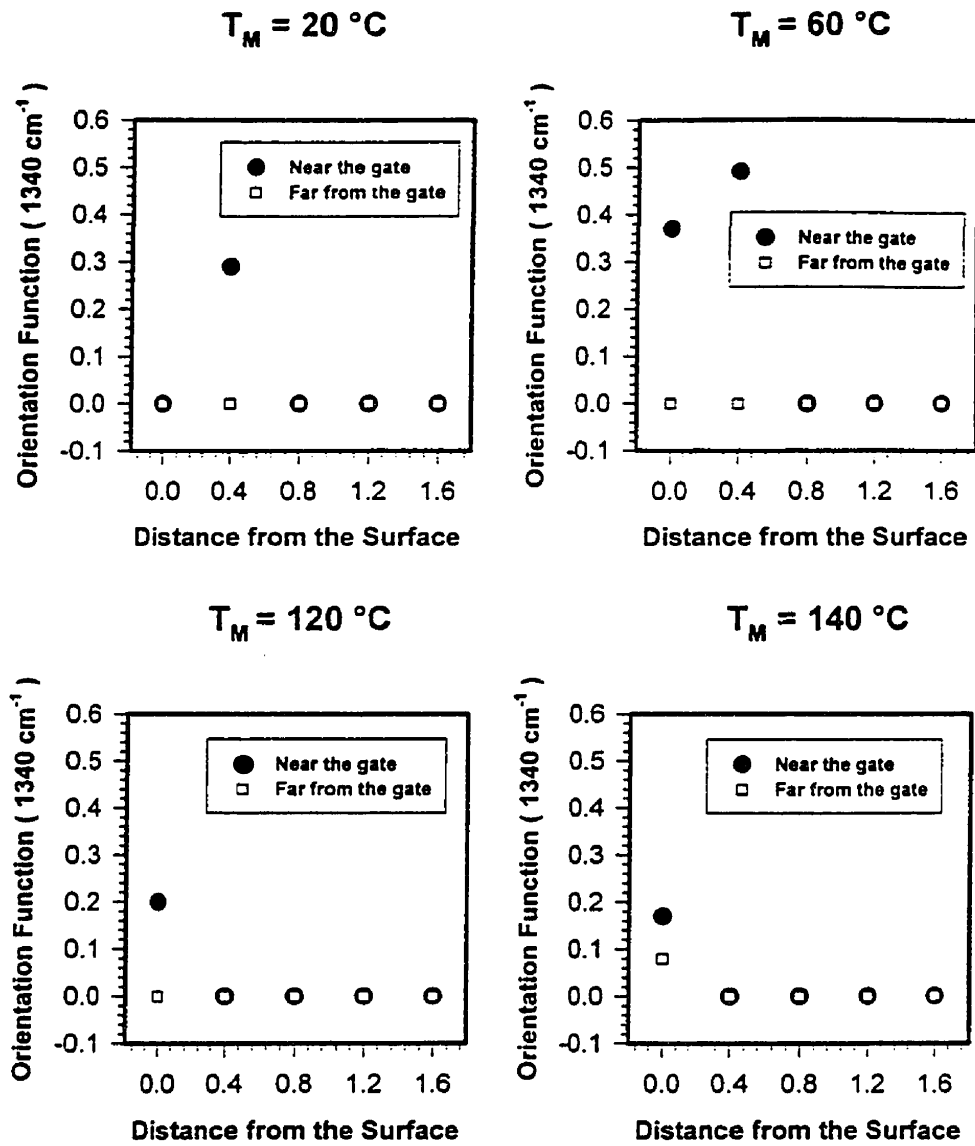 T_M = 20 °C
Orientation Function ( 1340 cm⁻¹ )
0.6
0.5
0.4
0.3
0.2
0.1
0.0
-0.1
Near the gate
Far from the gate
0.0 0.4 0.8 1.2 1.6
Distance from the Surface
T_M = 60 °C
Orientation Function ( 1340 cm⁻¹ )
0.6
0.5
0.4
0.3
0.2
0.1
0.0
-0.1
Near the gate
Far from the gate
0.0 0.4 0.8 1.2 1.6
Distance from the Surface
T_M = 120 °C
Orientation Function ( 1340 cm⁻¹ )
0.6
0.5
0.4
0.3
0.2
0.1
0.0
-0.1
Near the gate
Far from the gate
0.0 0.4 0.8 1.2 1.6
Distance from the Surface
T_M = 140 °C
Orientation Function ( 1340 cm⁻¹ )
0.6
0.5
0.4
0.3
0.2
0.1
0.0
-0.1
Near the gate
Far from the gate
0.0 0.4 0.8 1.2 1.6
Distance from the Surface